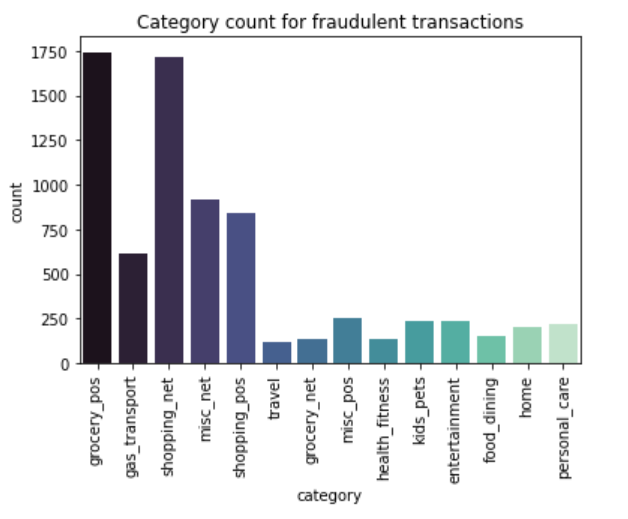 Category count for fraudulent transactions
1750
1500
1250
1000
750
500
250
0
count
grocery_pos
gas_transport
shopping_net
misc_net
shopping_pos
travel
grocery_net
misc_pos
health_fitness
kids_pets
entertainment
food_dining
home
personal_care
category